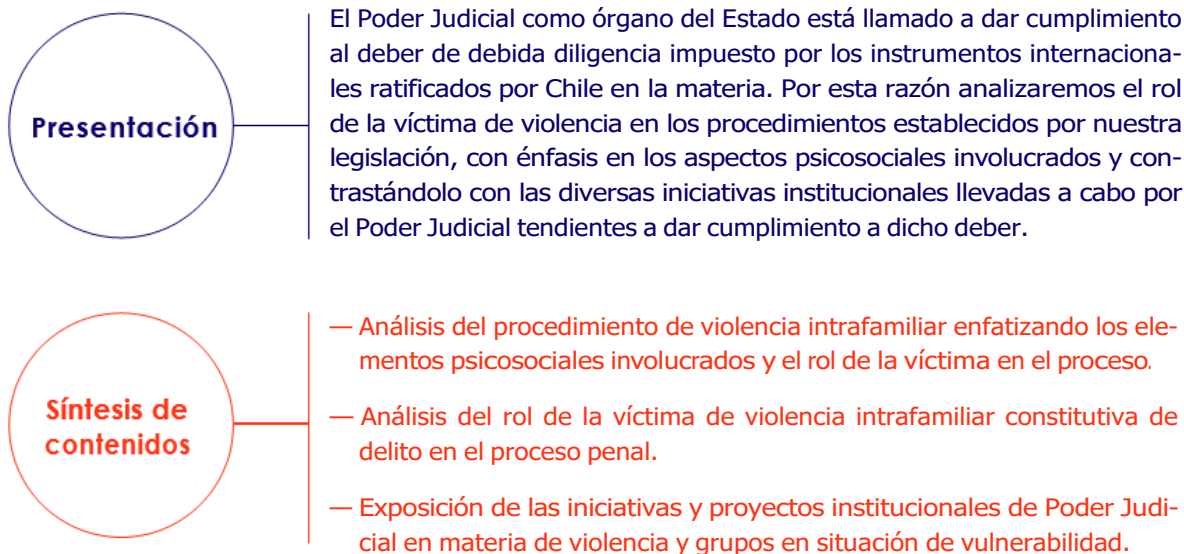 Presentación
El Poder Judicial como órgano del Estado está llamado a dar cumplimiento
al deber de debida diligencia impuesto por los instrumentos internaciona-
les ratificados por Chile en la materia. Por esta razón analizaremos el rol
de la víctima de violencia en los procedimientos establecidos por nuestra
legislación, con énfasis en los aspectos psicosociales involucrados y con-
trastándolo con las diversas iniciativas institucionales llevadas a cabo por
el Poder Judicial tendientes a dar cumplimiento a dicho deber.
Síntesis de
contenidos
— Análisis del procedimiento de violencia intrafamiliar enfatizando los ele-
mentos psicosociales involucrados y el rol de la víctima en el proceso.
— Análisis del rol de la víctima de violencia intrafamiliar constitutiva de
delito en el proceso penal.
— Exposición de las iniciativas y proyectos institucionales de Poder Judi-
cial en materia de violencia y grupos en situación de vulnerabilidad.